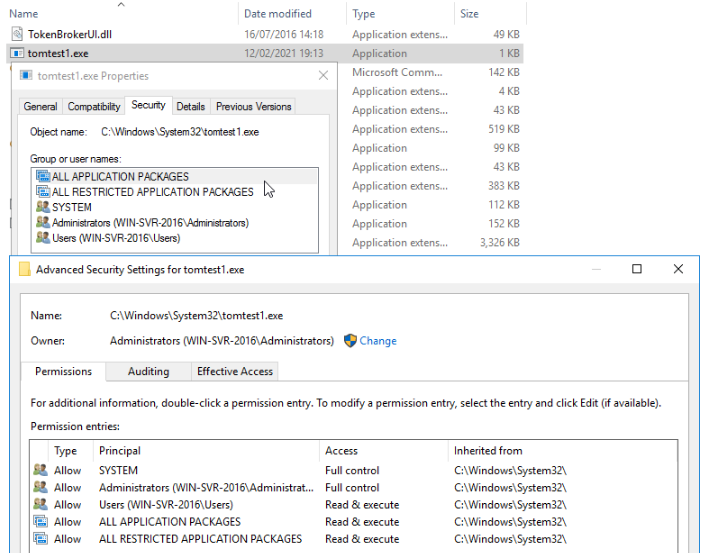 Name Date modified Type Size
TokenBrokerUI.dll 16/07/2016 14:18 Application extens... 49 KB
tomtest1.exe 12/02/2021 19:13 Application 1 KB
tomtest1.exe Properties Microsoft Comm... 142 KB
Application extens... 4 KB
General Compatibility Security Details Previous Versions Application extens... 43 KB
Object name: C:\Windows\System32\tomtest1.exe Application extens... 519 KB
Application 99 KB
Group or user names: Application extens... 43 KB
ALL APPLICATION PACKAGES
ALL RESTRICTED APPLICATION PACKAGES Application extens... 383 KB
SYSTEM Application 112 KB
Administrators (WIN-SVR-2016\Administrators) Application 152 KB
Users (WIN-SVR-2016\Users) Application extens... 3,326 KB
Advanced Security Settings for tomtest1.exe
Name: C:\Windows\System32\tomtest1.exe
Owner: Administrators (WIN-SVR-2016\Administrators) Change
Permissions Auditing Effective Access
For additional information, double-click a permission entry. To modify a permission entry, select the entry and click Edit (if available).
Permission entries:
Type Principal Access Inherited from
Allow SYSTEM Full control C:\Windows\System32\
Allow Administrators (WIN-SVR-2016\Administrat... Full control C:\Windows\System32\
Allow Users (WIN-SVR-2016\Users) Read & execute C:\Windows\System32\
Allow ALL APPLICATION PACKAGES Read & execute C:\Windows\System32\
Allow ALL RESTRICTED APPLICATION PACKAGES Read & execute C:\Windows\System32\